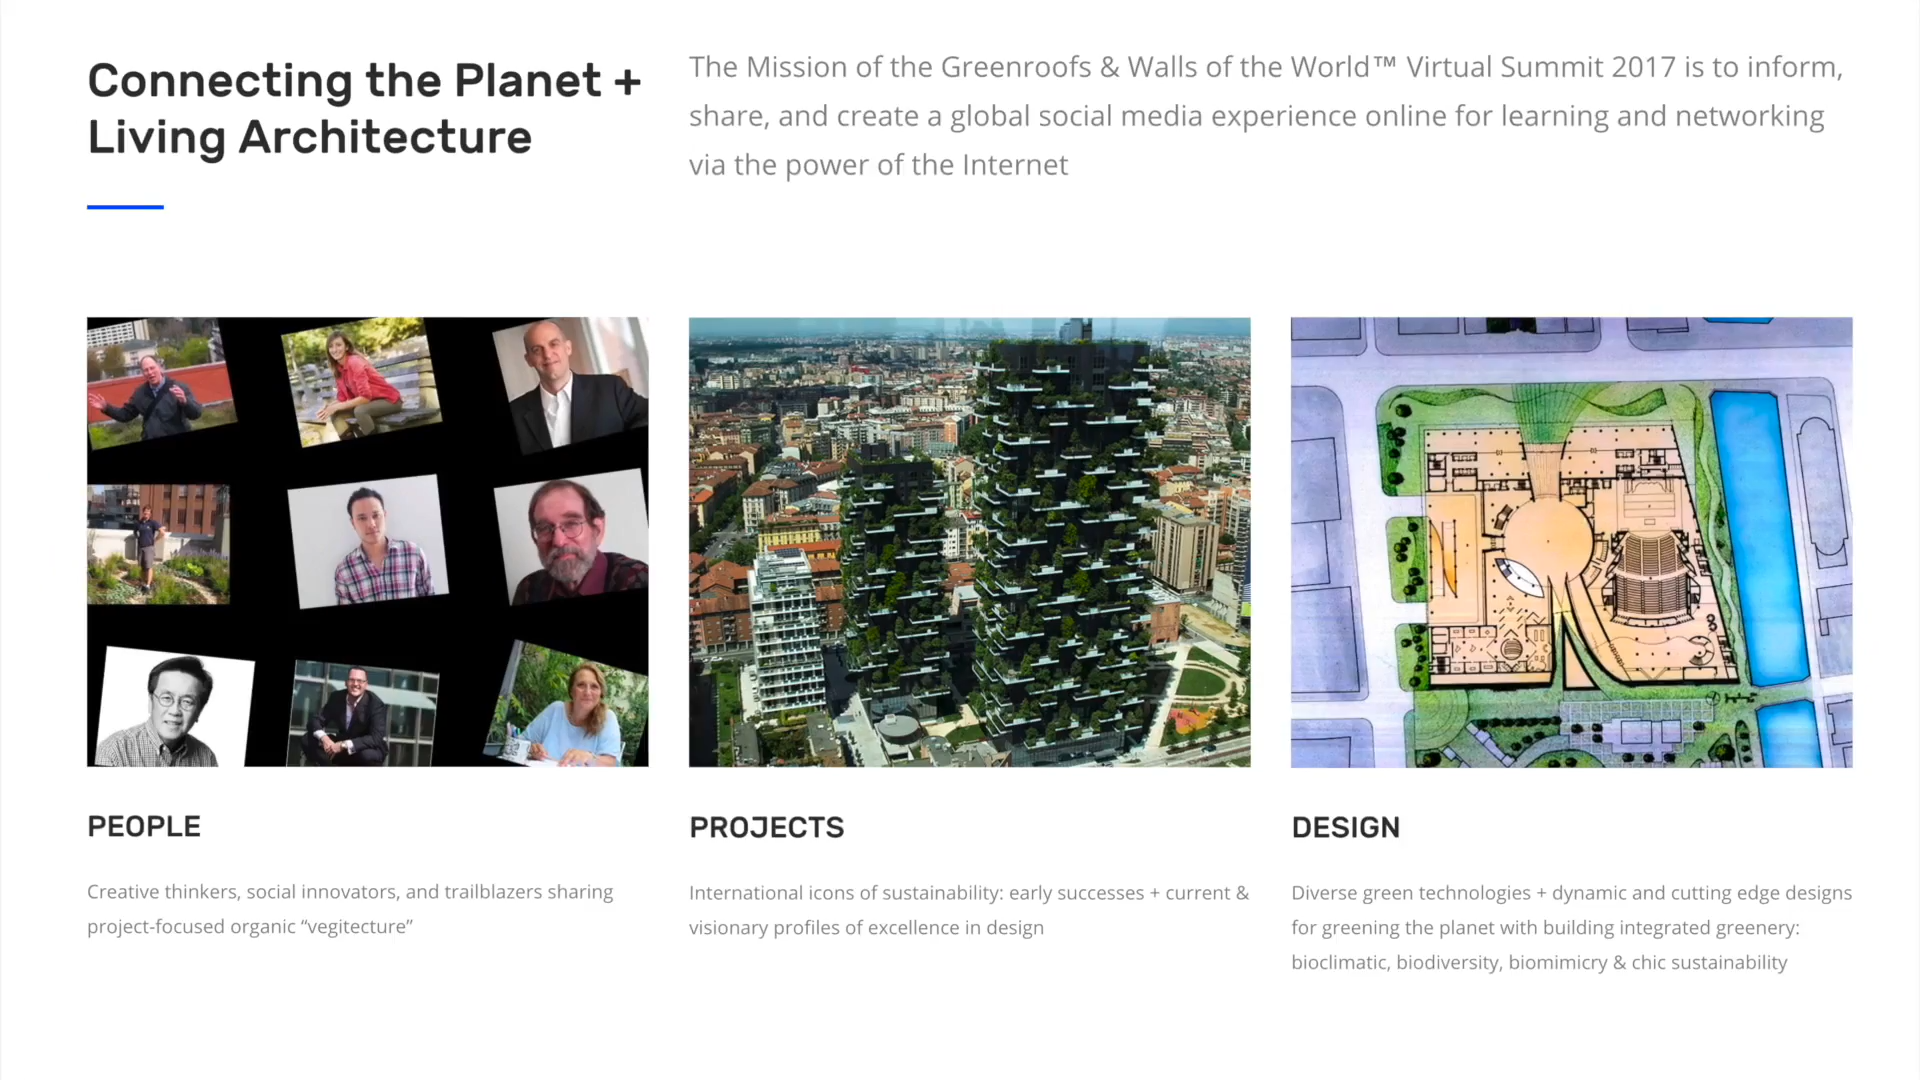 Connecting the Planet +
Living Architecture
The Mission of the Greenroofs & Walls of the World™ Virtual Summit 2017 is to inform,
share, and create a global social media experience online for learning and networking
via the power of the Internet
PEOPLE
Creative thinkers, social innovators, and trailblazers sharing
project-focused organic “vegitecture”
PROJECTS
International icons of sustainability: early successes + current &
visionary profiles of excellence in design
DESIGN
Diverse green technologies + dynamic and cutting edge designs
for greening the planet with building integrated greenery:
bioclimatic, biodiversity, biomimicry & chic sustainability